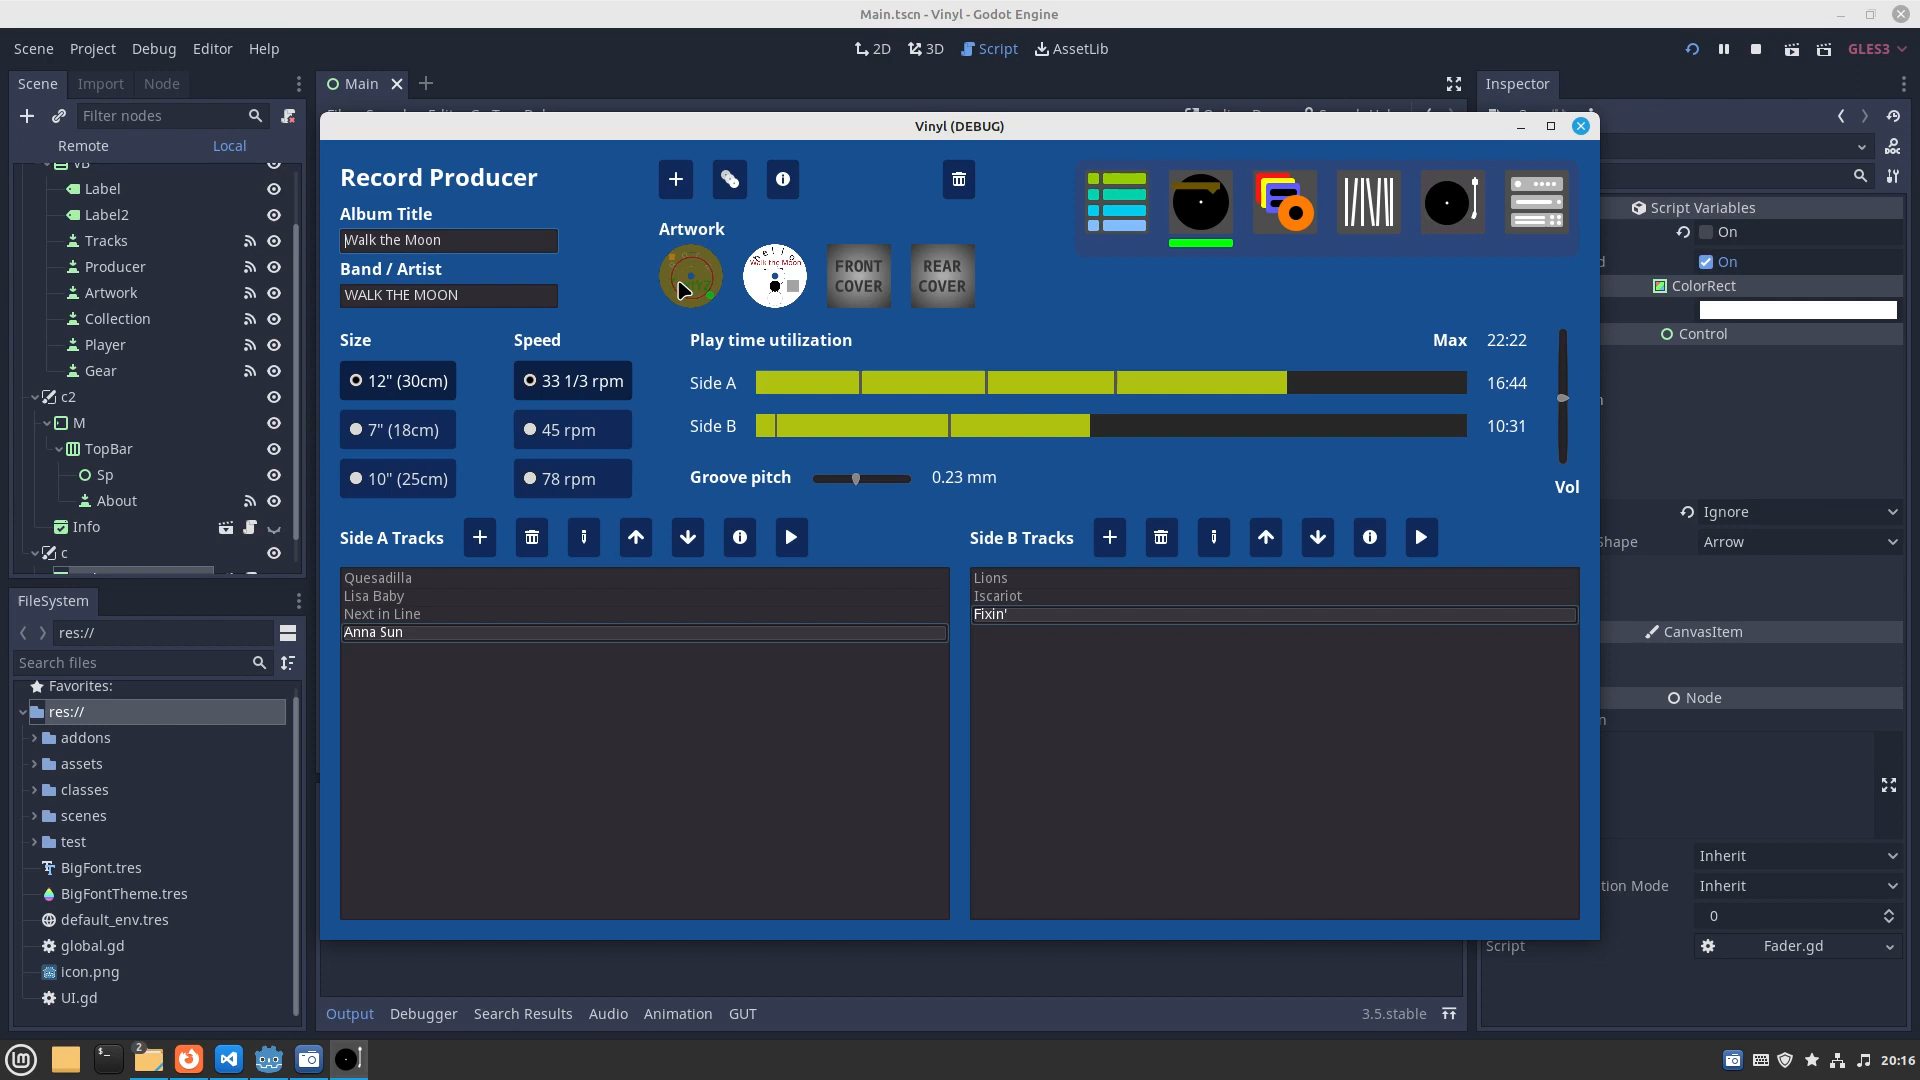 Main.tscn - Vinyl - Godot Engine
Scene Project Debug Editor Help
2D 3D Script AssetLib
GLES3
Scene Import Node
Main
Inspector
Filter nodes
Remote Local
Label
Label2
Tracks
Producer
Artwork
Collection
Player
Gear
c2
M
TopBar
Sp
About
Info
c
FileSystem
res://
Search files
Favorites:
res://
addons
assets
classes
scenes
test
BigFont.tres
BigFontTheme.tres
default_env.tres
global.gd
icon.png
UI.gd
Vinyl (DEBUG)
Record Producer
Album Title
Walk the Moon
Band / Artist
WALK THE MOON
Artwork
Walk the Moon
FRONT COVER
REAR COVER
Size
12" (30cm)
7" (18cm)
10" (25cm)
Speed
33 1/3 rpm
45 rpm
78 rpm
Play time utilization
Max 22:22
Side A 16:44
Side B 10:31
Groove pitch 0.23 mm
Vol
Side A Tracks
Quesadilla
Lisa Baby
Next in Line
Anna Sun
Side B Tracks
Lions
Iscariot
Fixin'
Script Variables
On
On
ColorRect
Control
Ignore
Shape Arrow
CanvasItem
Node
Inherit
Inherit
0
Script Fader.gd
Output Debugger Search Results Audio Animation GUT
3.5.stable
2
20:16